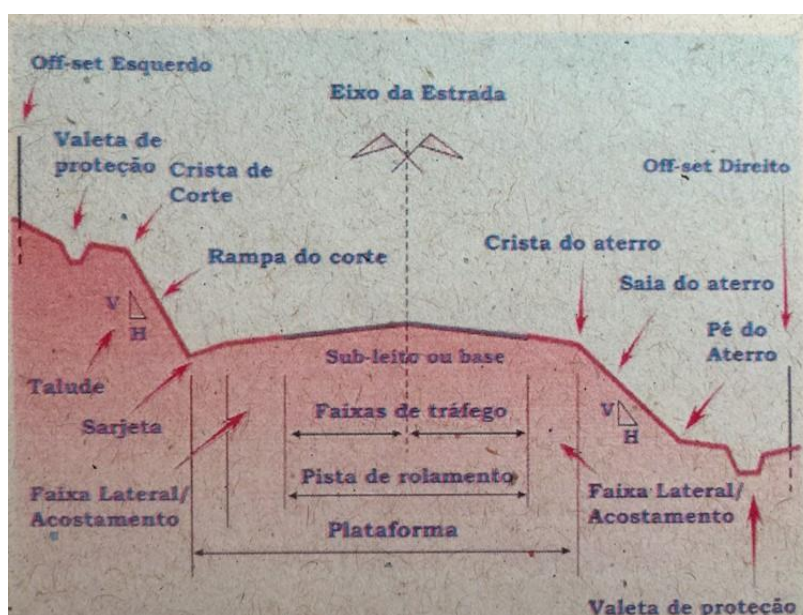 Off-set Esquerdo
Eixo da Estrada
Valeta de
proteção
Crista de
Corte
Off-set Direito
Rampa do corte
Crista do aterro
Saia do aterro
V
H
Pé do
Aterro
Talude
Sub-leito ou base
Sarjeta
Faixas de tráfego
V
H
Faixa Lateral/
Acostamento
Pista de rolamento
Faixa Lateral/
Acostamento
Plataforma
Valeta de proteção